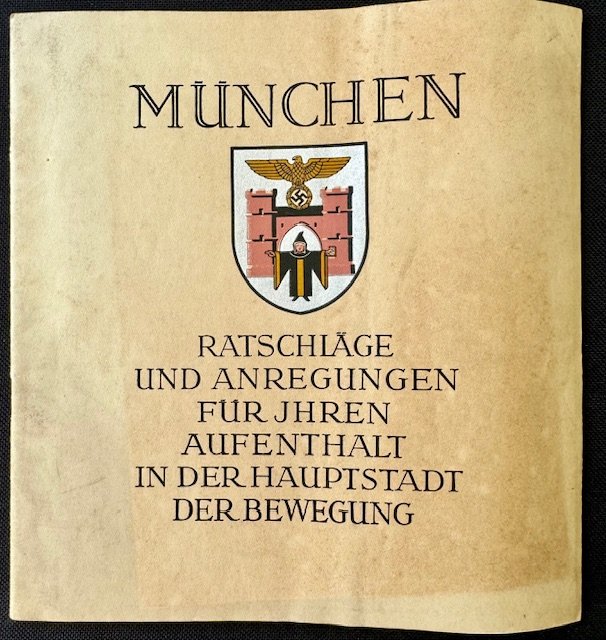 MÜNCHEN
RATSCHLÄGE
UND ANREGUNGEN
FÜR JHREN
AUFENTHALT
IN DER HAUPTSTADT
DER BEWEGUNG